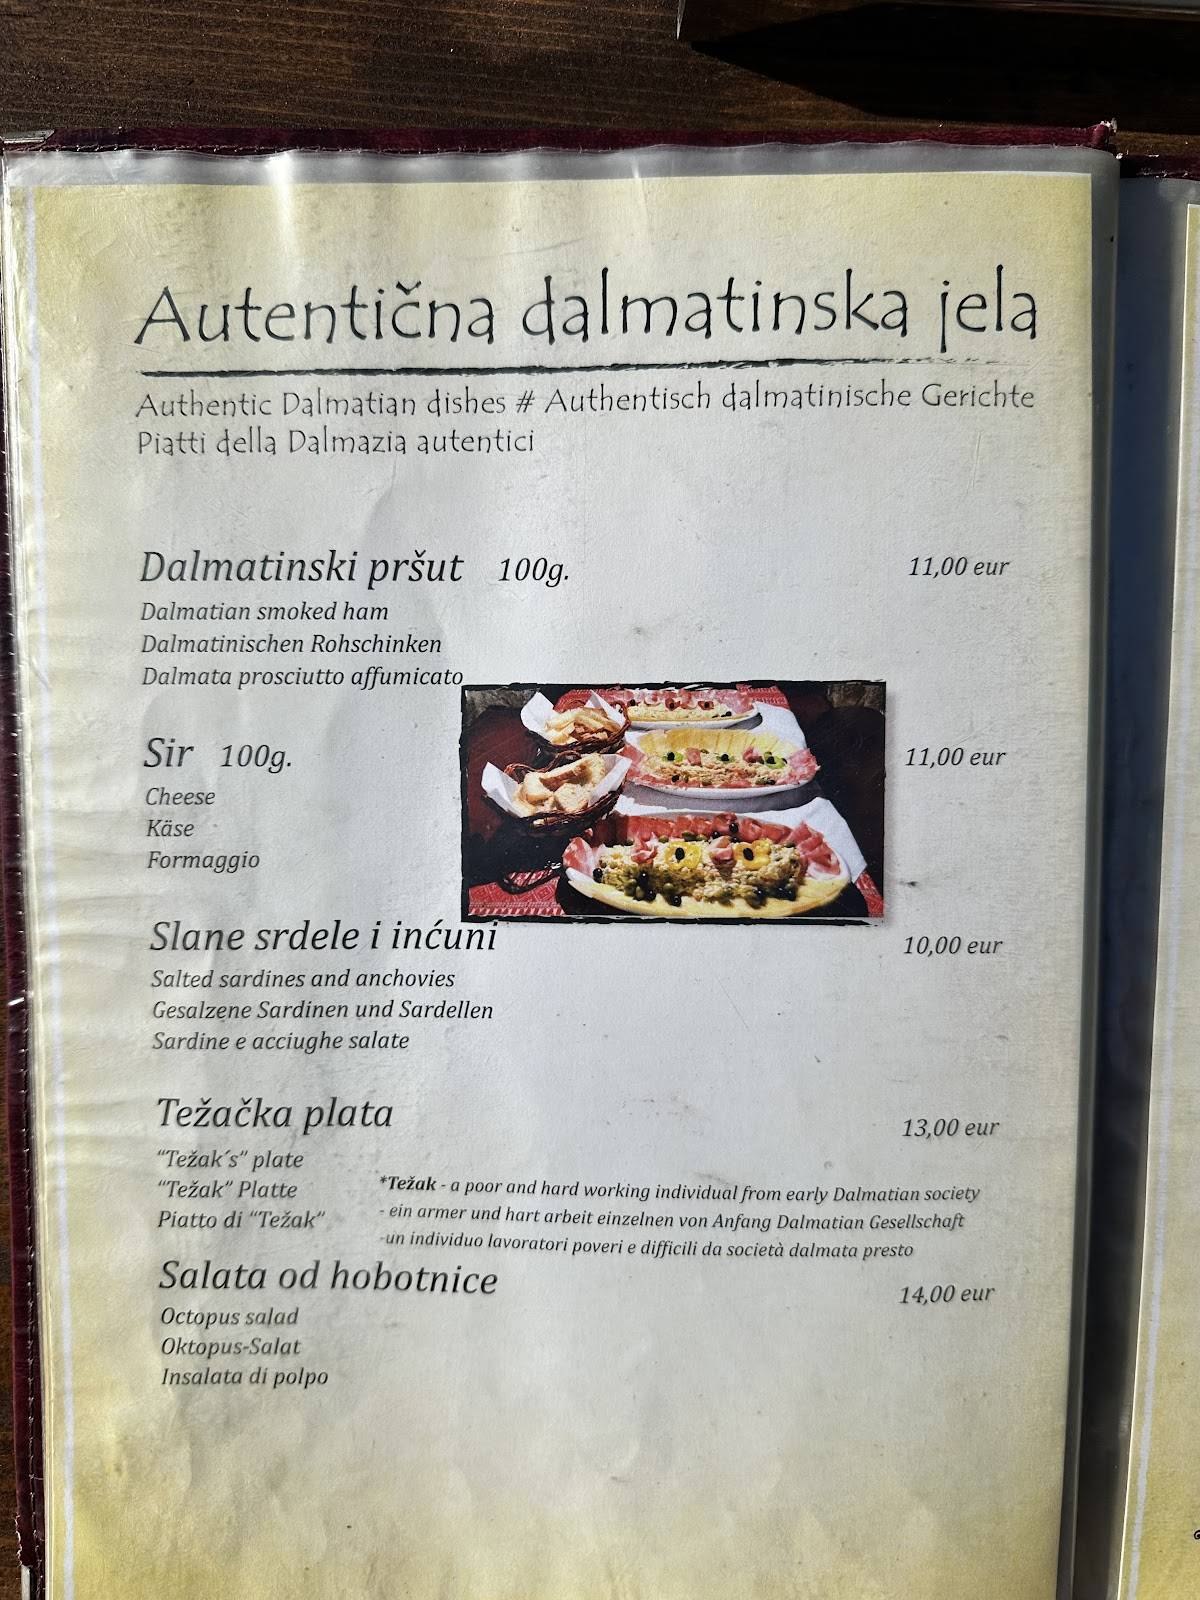 Autentična dalmatinska jela
Authentic Dalmatian dishes # Authentisch dalmatinische Gerichte
Piatti della Dalmazia autentici
Dalmatinski pršut 100g. 11,00 eur
Dalmatian smoked ham
Dalmatinischen Rohschinken
Dalmata prosciutto affumicato
Sir 100g. 11,00 eur
Cheese
Käse
Formaggio
Slane srdele i inćuni 10,00 eur
Salted sardines and anchovies
Gesalzene Sardinen und Sardellen
Sardine e acciughe salate
Težačka plata 13,00 eur
“Težak´s” plate
“Težak” Platte
Piatto di “Težak”
*Težak - a poor and hard working individual from early Dalmatian society
- ein armer und hart arbeit einzelnen von Anfang Dalmatian Gesellschaft
-un individuo lavoratori poveri e difficili da società dalmata presto
Salata od hobotnice 14,00 eur
Octopus salad
Oktopus-Salat
Insalata di polpo